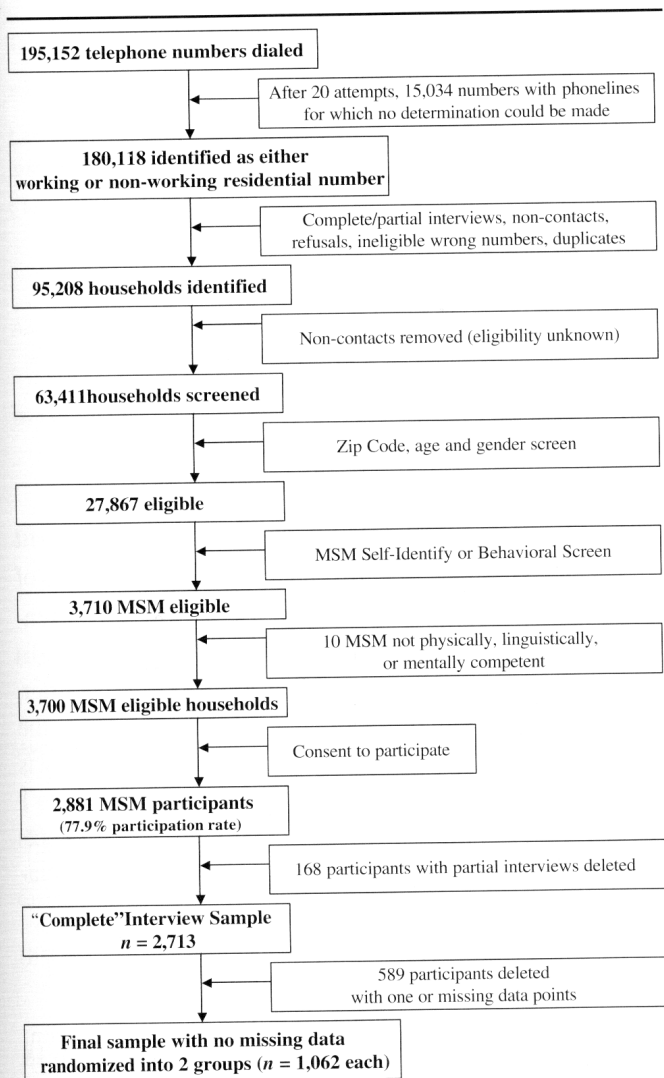 195,152 telephone numbers dialed
After 20 attempts, 15,034 numbers with phonelines
for which no determination could be made
180,118 identified as either
working or non-working residential number
Complete/partial interviews, non-contacts,
refusals, ineligible wrong numbers, duplicates
95,208 households identified
Non-contacts removed (eligibility unknown)
63,411households screened
Zip Code, age and gender screen
27,867 eligible
MSM Self-Identify or Behavioral Screen
3,710 MSM eligible
10 MSM not physically, linguistically,
or mentally competent
3,700 MSM eligible households
Consent to participate
2,881 MSM participants
(77.9% participation rate)
168 participants with partial interviews deleted
“Complete”Interview Sample
n = 2,713
589 participants deleted
with one or missing data points
Final sample with no missing data
randomized into 2 groups (n = 1,062 each)